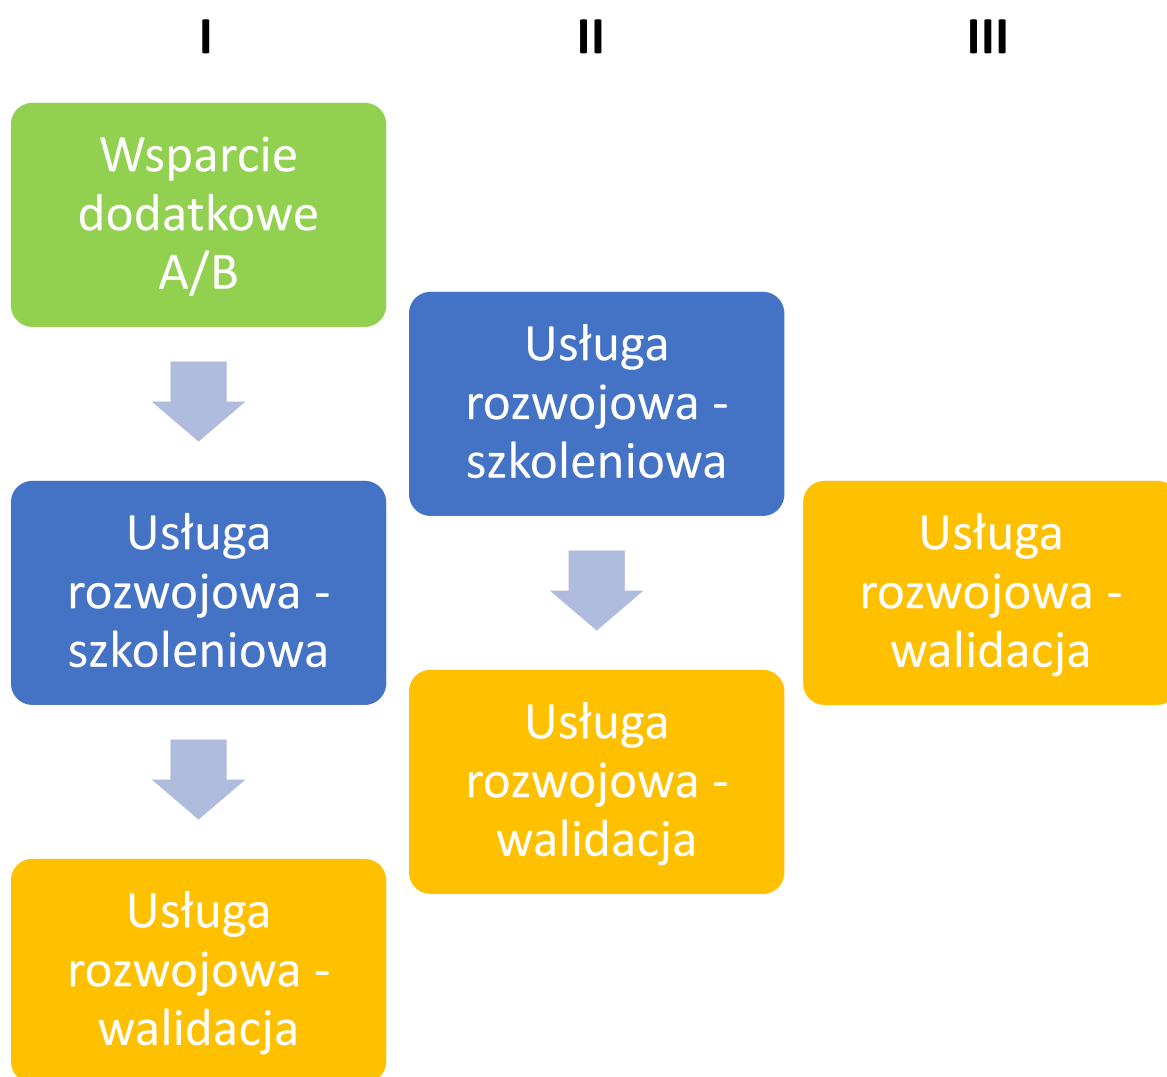 I
II
III
Wsparcie
dodatkowe
A/B
Usługa
rozwojowa -
szkoleniowa
Usługa
rozwojowa -
walidacja
Usługa
rozwojowa -
szkoleniowa
Usługa
rozwojowa -
walidacja
Usługa
rozwojowa -
walidacja